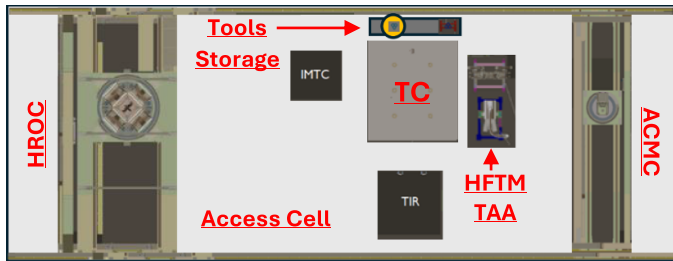 Tools
Storage
IMTC
TC
HROC
ACMC
HFTM
TAA
TIR
Access Cell